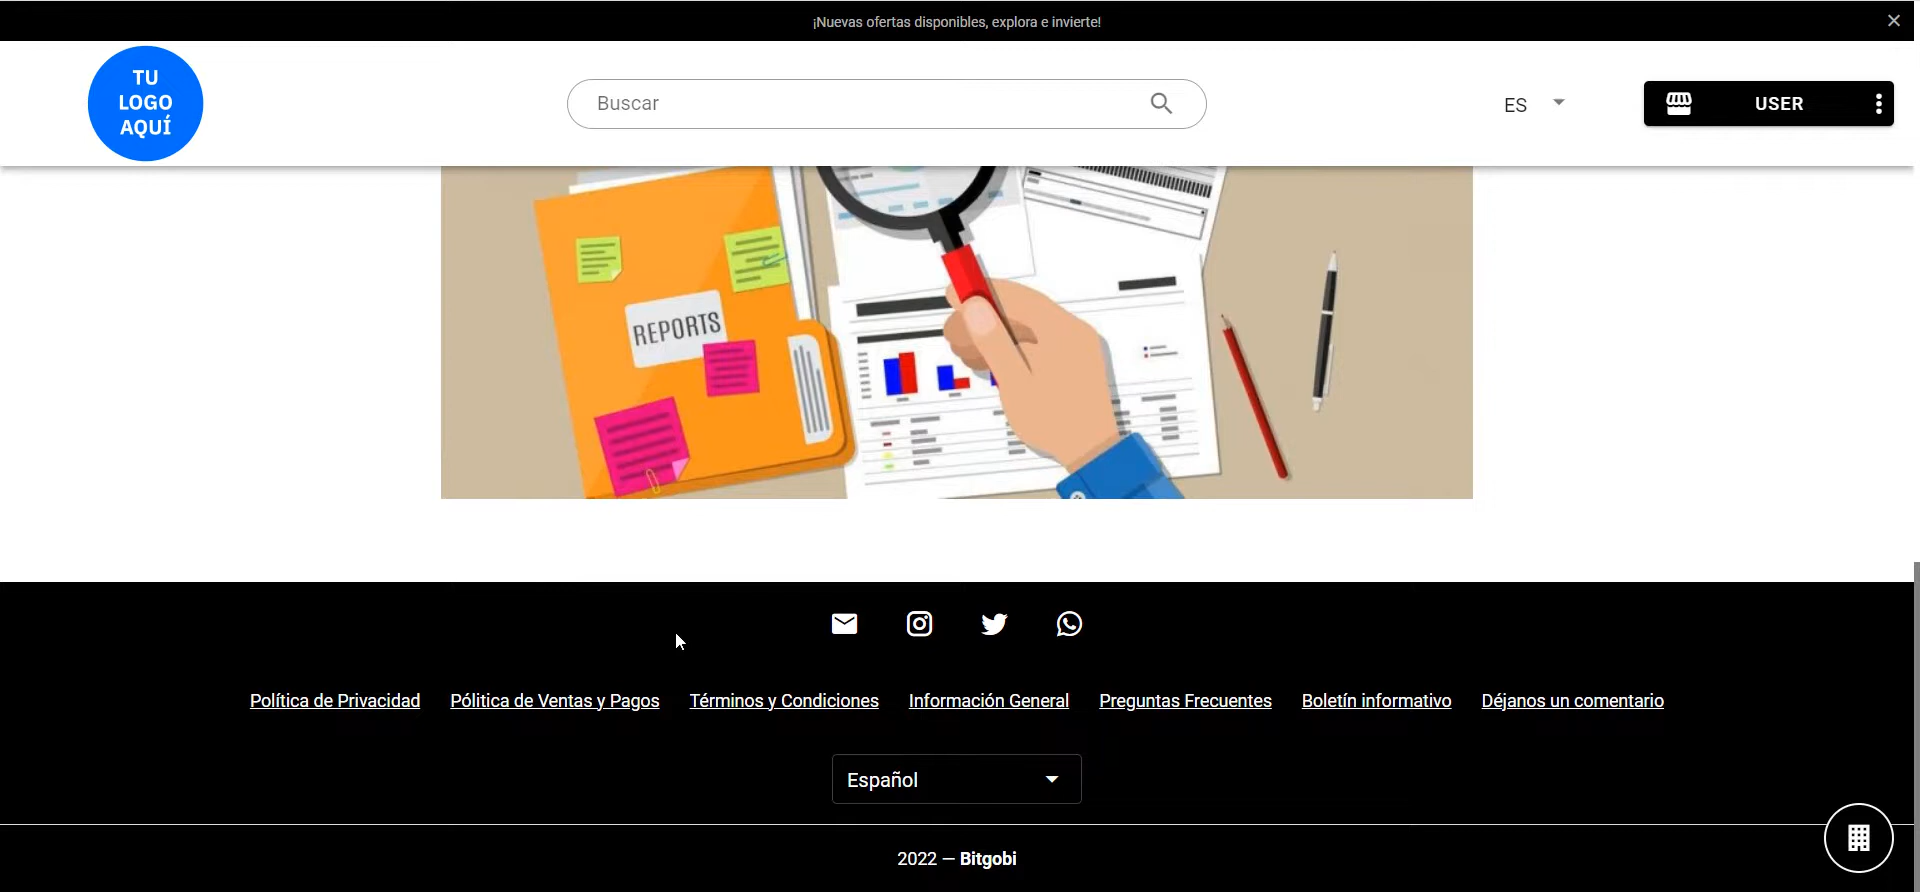 ¡Nuevas ofertas disponibles, explora e invierte!
TU
LOGO
AQUÍ
Buscar
ES
USER
REPORTS
Política de Privacidad
Pólitica de Ventas y Pagos
Términos y Condiciones
Información General
Preguntas Frecuentes
Boletín informativo
Déjanos un comentario
Español
2022 — Bitgobi